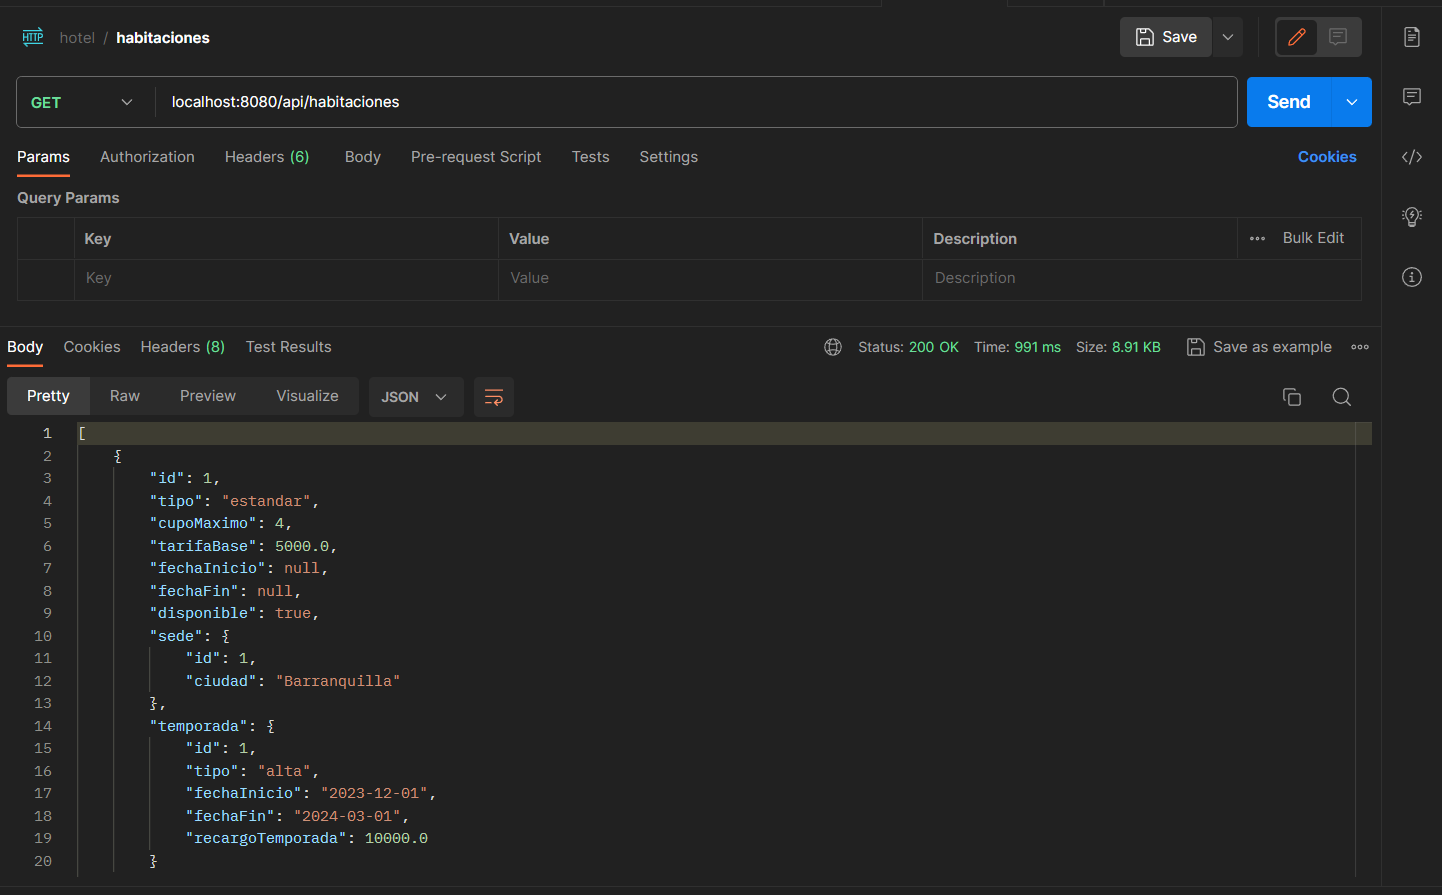 HTTP hotel / habitaciones Save
GET localhost:8080/api/habitaciones Send
Params Authorization Headers (6) Body Pre-request Script Tests Settings Cookies
Query Params
Key Value Description Bulk Edit
Key Value Description
Body Cookies Headers (8) Test Results Status: 200 OK Time: 991 ms Size: 8.91 KB Save as example
Pretty Raw Preview Visualize JSON
1 [
2 {
3 "id": 1,
4 "tipo": "estandar",
5 "cupoMaximo": 4,
6 "tarifaBase": 5000.0,
7 "fechaInicio": null,
8 "fechaFin": null,
9 "disponible": true,
10 "sede": {
11 "id": 1,
12 "ciudad": "Barranquilla"
13 },
14 "temporada": {
15 "id": 1,
16 "tipo": "alta",
17 "fechaInicio": "2023-12-01",
18 "fechaFin": "2024-03-01",
19 "recargoTemporada": 10000.0
20 }